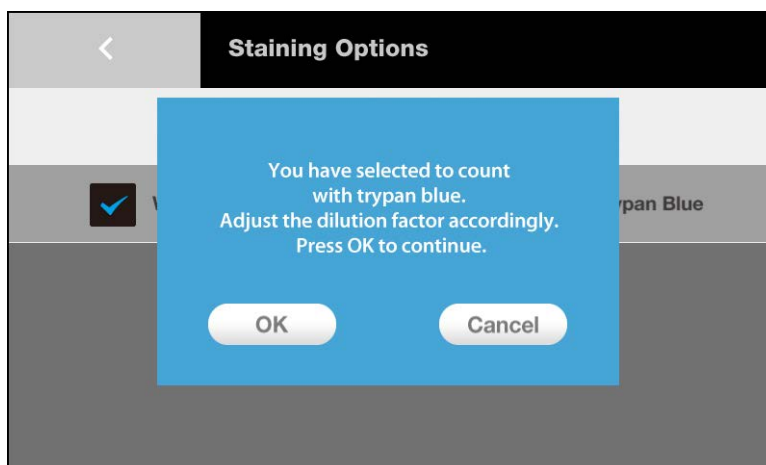 Staining Options
You have selected to count
with trypan blue.
Adjust the dilution factor accordingly.
Press OK to continue.
Blue
OK
Cancel